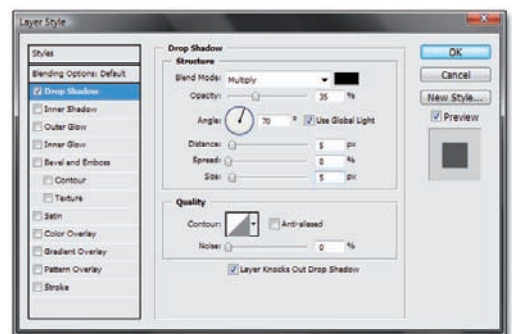 Layer Style
Styles
Blending Options: Default
Drop Shadow
Inner Shadow
Outer Glow
Inner Glow
Bevel and Emboss
Contour
Texture
Satin
Color Overlay
Gradient Overlay
Pattern Overlay
Stroke
Drop Shadow
Structure
Blend Mode: Multiply
Opacity: 35 %
Angle: 70 ° Use Global Light
Distance: 5 px
Spread: 0 %
Size: 5 px
Quality
Contour: Anti-aliased
Noise: 0 %
Layer Knocks Out Drop Shadow
OK
Cancel
New Style...
Preview